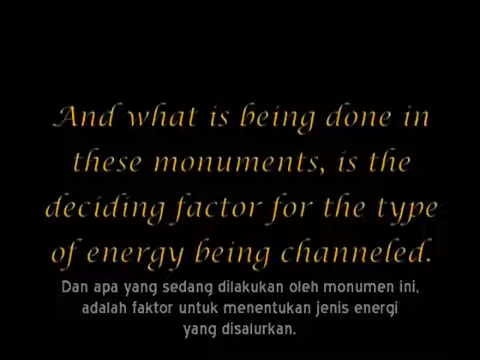 And what is being done in
these monuments, is the
deciding factor for the type
of energy being channeled.
Dan apa yang sedang dilakukan oleh monumen ini,
adalah faktor untuk menentukan jenis energi
yang disalurkan.